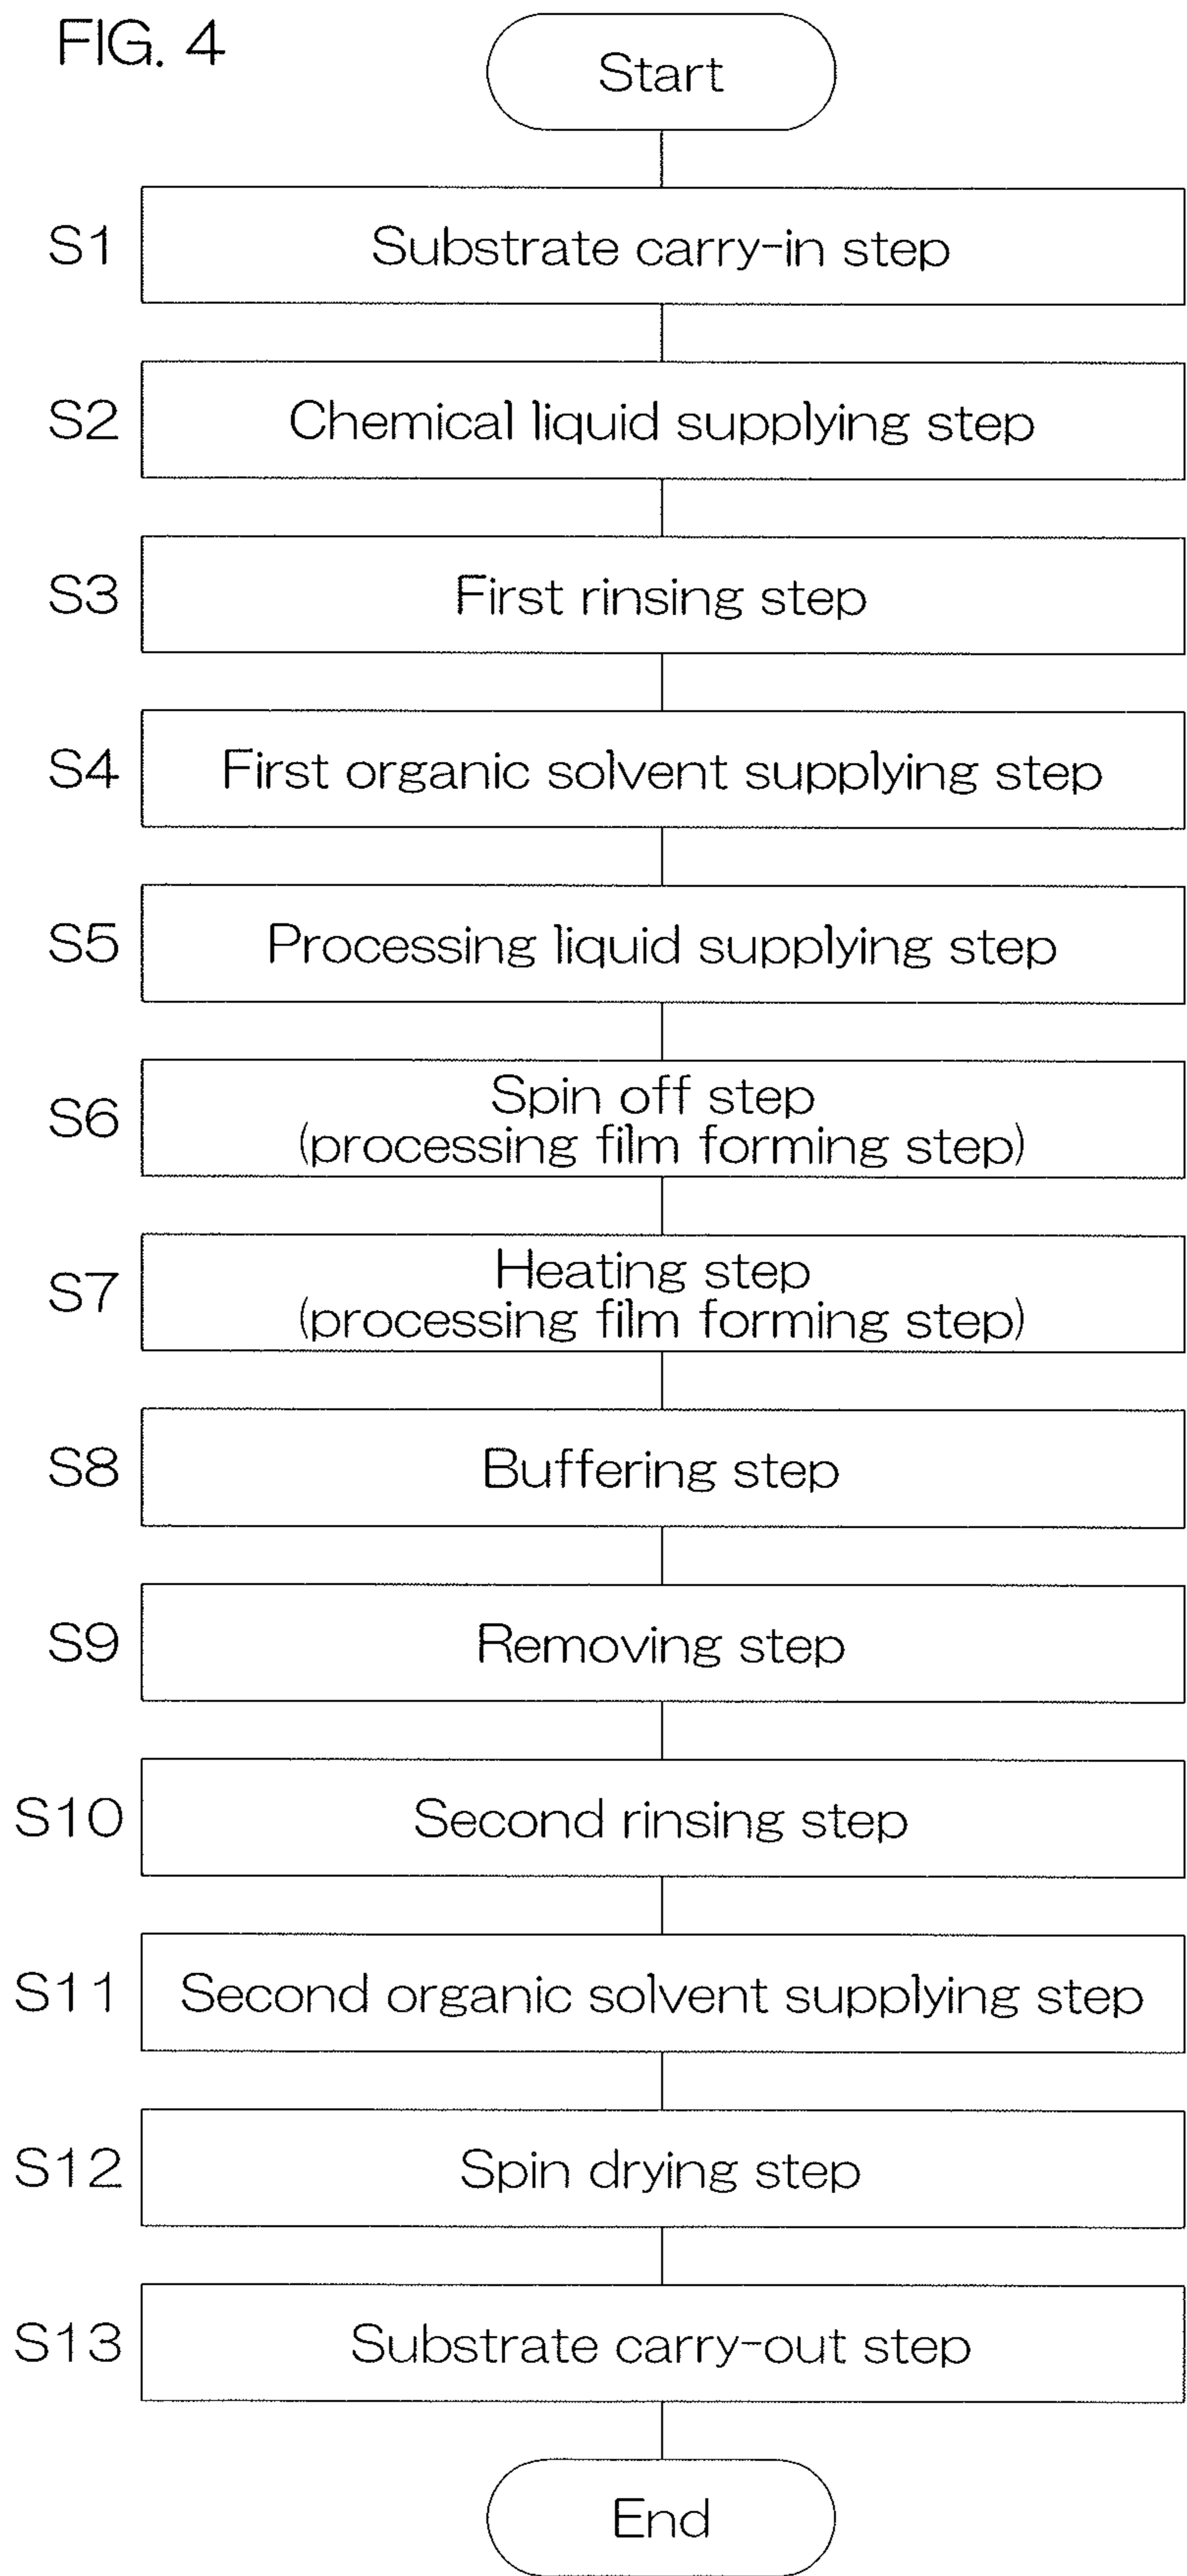 FIG. 4
Start
S1 Substrate carry-in step
S2 Chemical liquid supplying step
S3 First rinsing step
S4 First organic solvent supplying step
S5 Processing liquid supplying step
S6 Spin off step
(processing film forming step)
S7 Heating step
(processing film forming step)
S8 Buffering step
S9 Removing step
S10 Second rinsing step
S11 Second organic solvent supplying step
S12 Spin drying step
S13 Substrate carry-out step
End